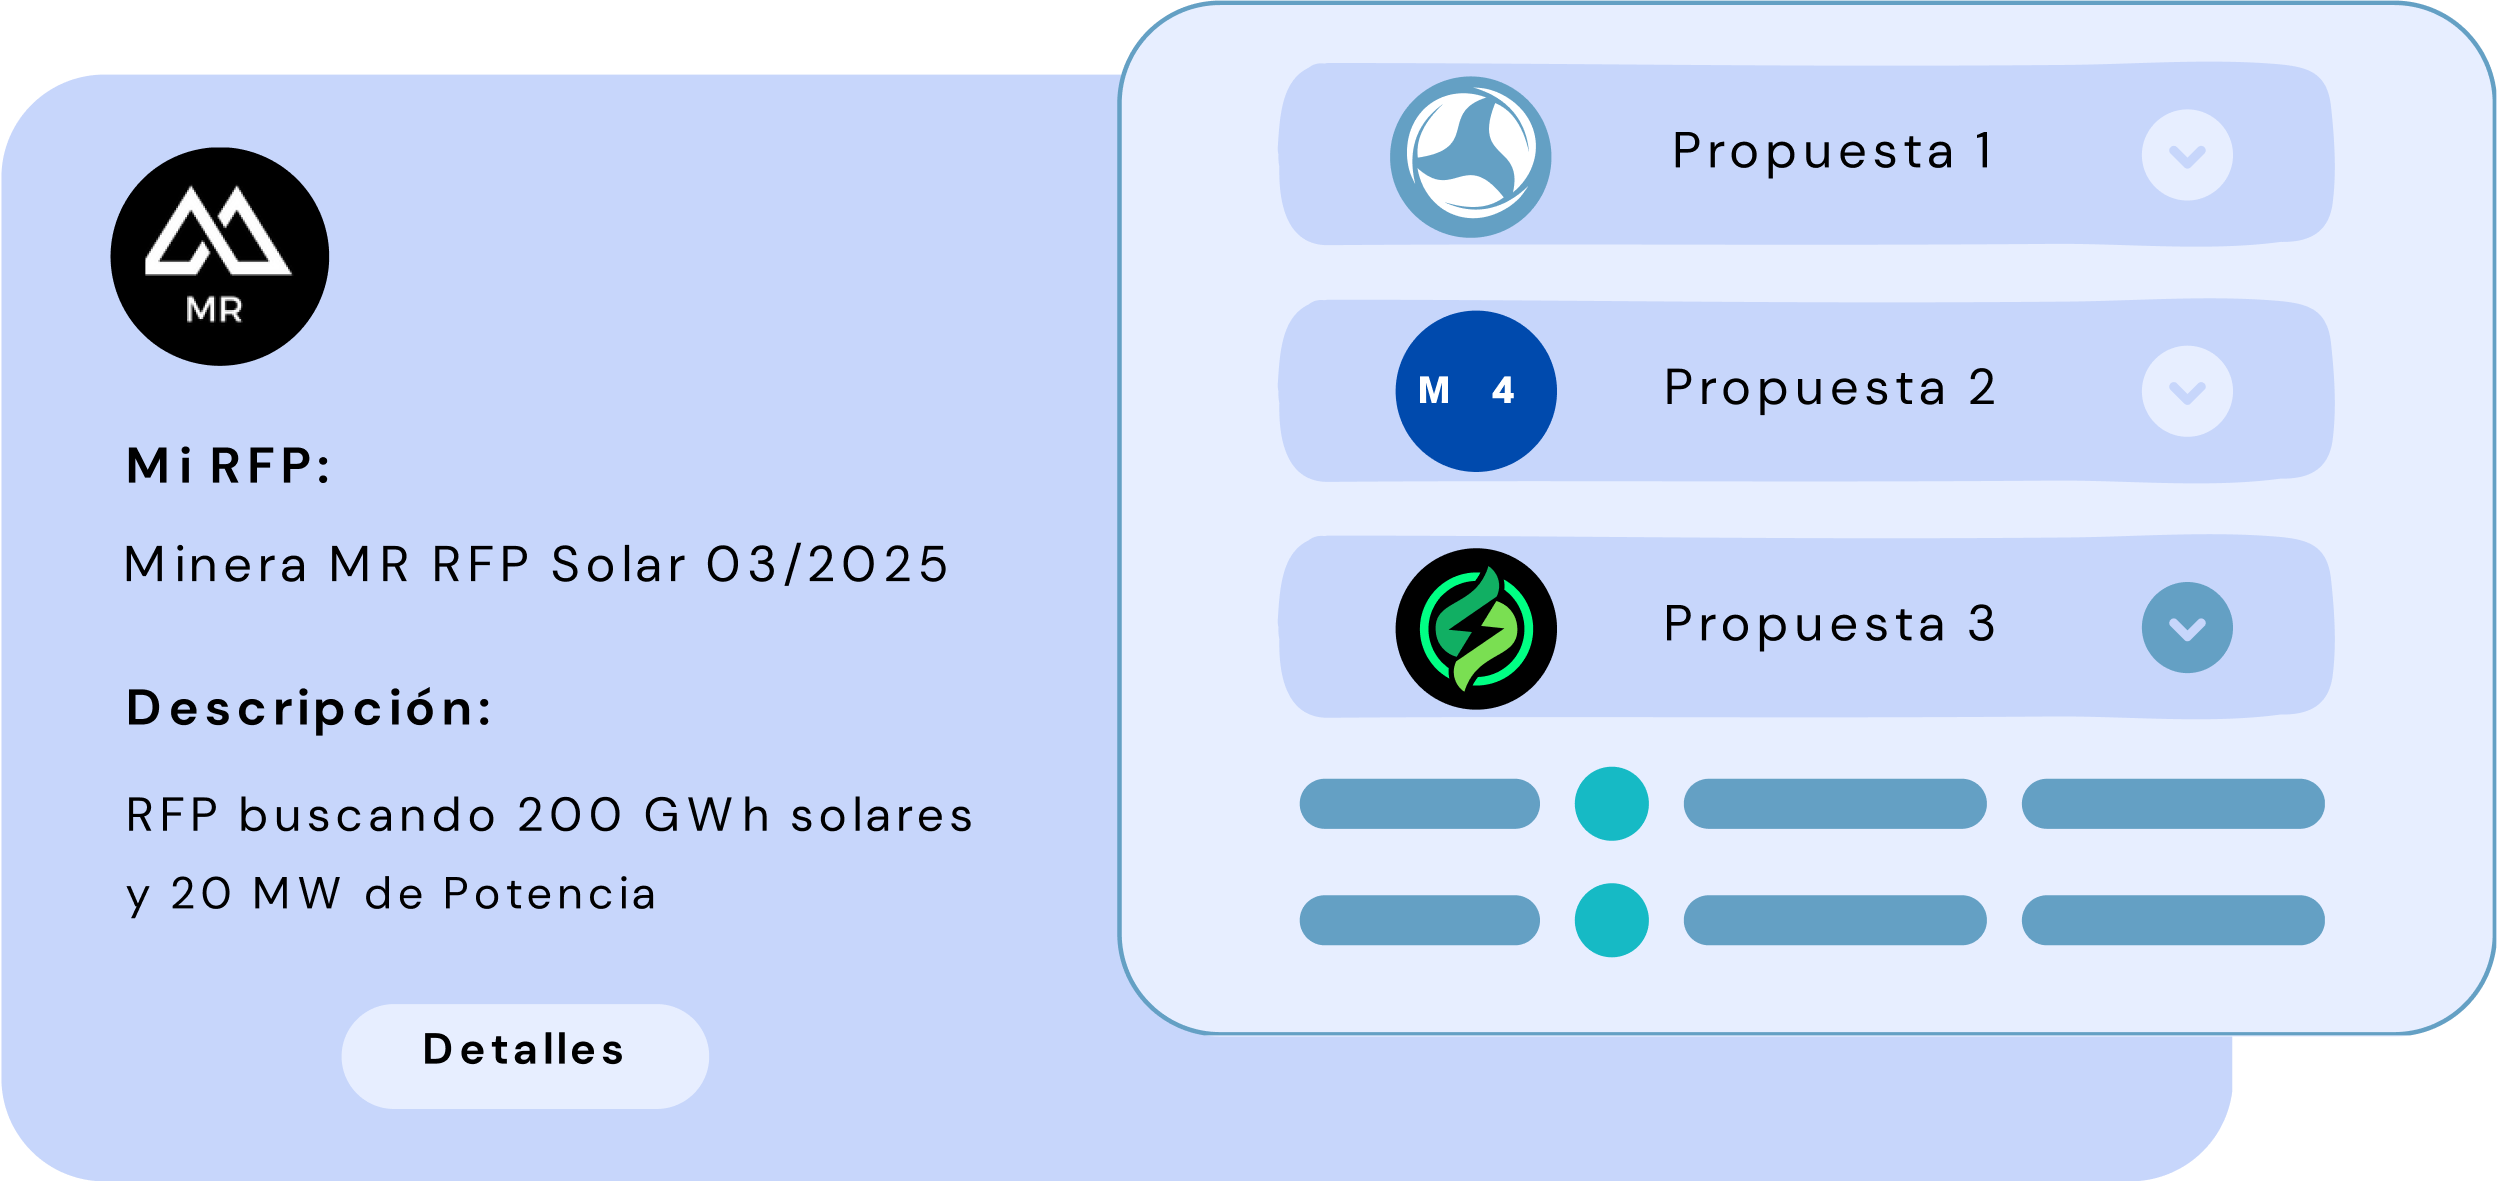 MR
Mi RFP:
Minera MR RFP Solar 03/2025
Descripción:
RFP buscando 200 GWh solares
y 20 MW de Potencia
Detalles
Propuesta 1
M 4
Propuesta 2
Propuesta 3